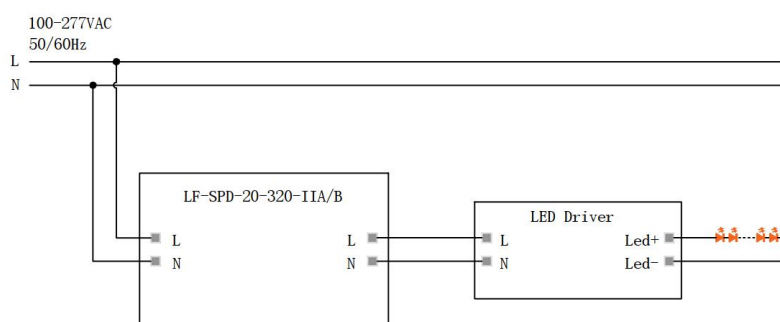 100-277VAC
50/60Hz
L
N
LF-SPD-20-320-IIA/B
L L
N N
LED Driver
L Led+
N Led-